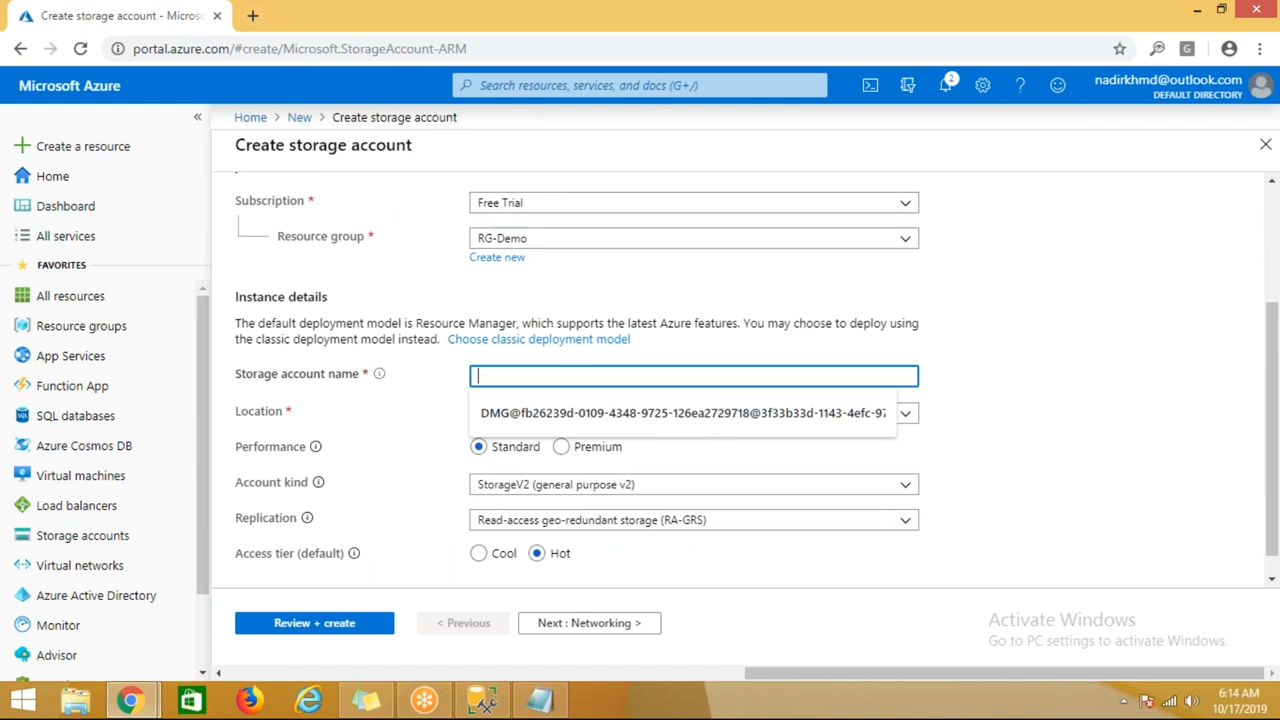 Create storage account - Micros
portal.azure.com/#create/Microsoft.StorageAccount-ARM
G
Microsoft Azure
Search resources, services, and docs (G+/)
2
nadirkhmd@outlook.com
DEFAULT DIRECTORY
Home > New > Create storage account
Create storage account
Create a resource
Home
Dashboard
All services
FAVORITES
All resources
Resource groups
App Services
Function App
SQL databases
Azure Cosmos DB
Virtual machines
Load balancers
Storage accounts
Virtual networks
Azure Active Directory
Monitor
Advisor
Subscription *
Free Trial
Resource group *
RG-Demo
Create new
Instance details
The default deployment model is Resource Manager, which supports the latest Azure features. You may choose to deploy using
the classic deployment model instead. Choose classic deployment model
Storage account name *
DMG@fb26239d-0109-4348-9725-126ea2729718@3f33b33d-1143-4efc-97
Location *
Performance
Standard Premium
Account kind
StorageV2 (general purpose v2)
Replication
Read-access geo-redundant storage (RA-GRS)
Access tier (default)
Cool Hot
Review + create
< Previous
Next : Networking >
Activate Windows
Go to PC settings to activate Windows.
6:14 AM
10/17/2019